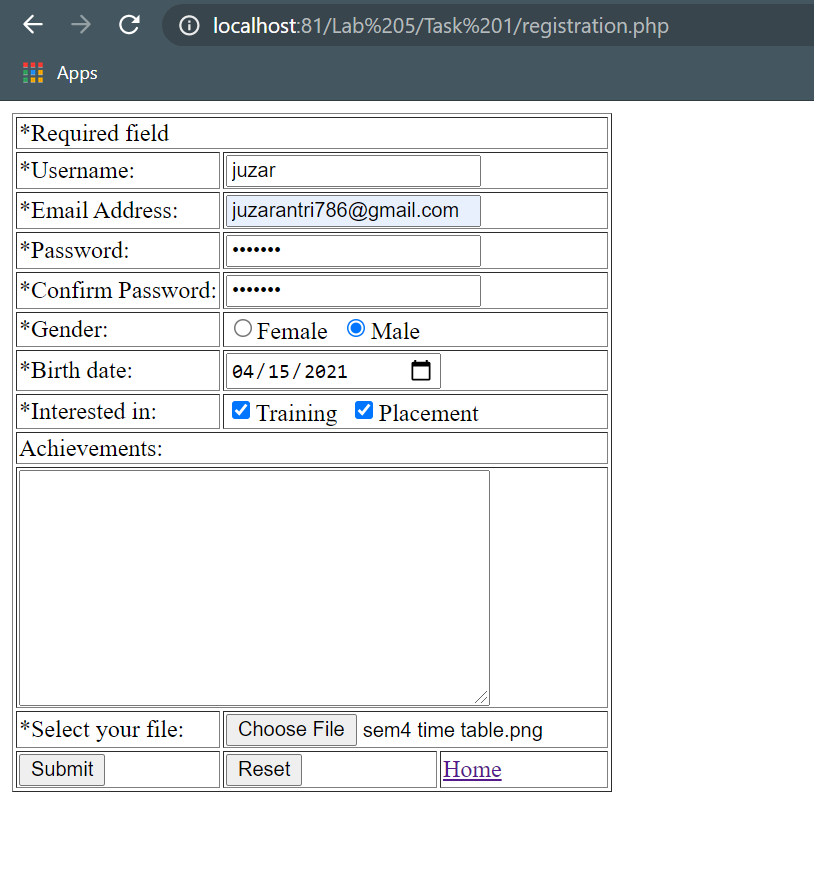 localhost:81/Lab%205/Task%201/registration.php
Apps
*Required field
*Username: juzar
*Email Address: juzarantri786@gmail.com
*Password: •••••••
*Confirm Password: •••••••
*Gender: Female Male
*Birth date: 04/15/2021
*Interested in: Training Placement
Achievements:
*Select your file: Choose File sem4 time table.png
Submit Reset Home